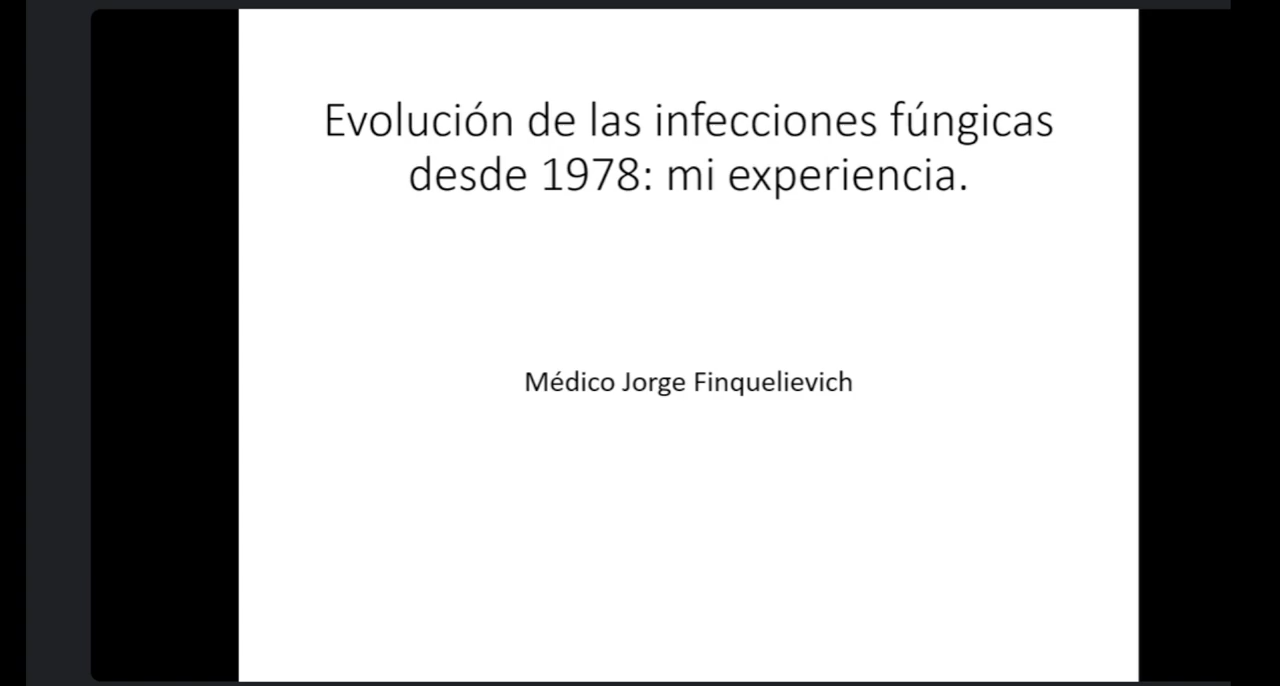 Evolución de las infecciones fúngicas
desde 1978: mi experiencia.
Médico Jorge Finquelievich